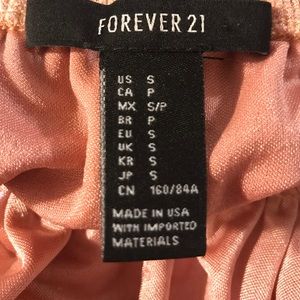 FOREVER 21
US S
CA P
MX S/P
BR P
EU S
UK S
KR S
JP S
CN 160/84A
MADE IN USA
WITH IMPORTED
MATERIALS